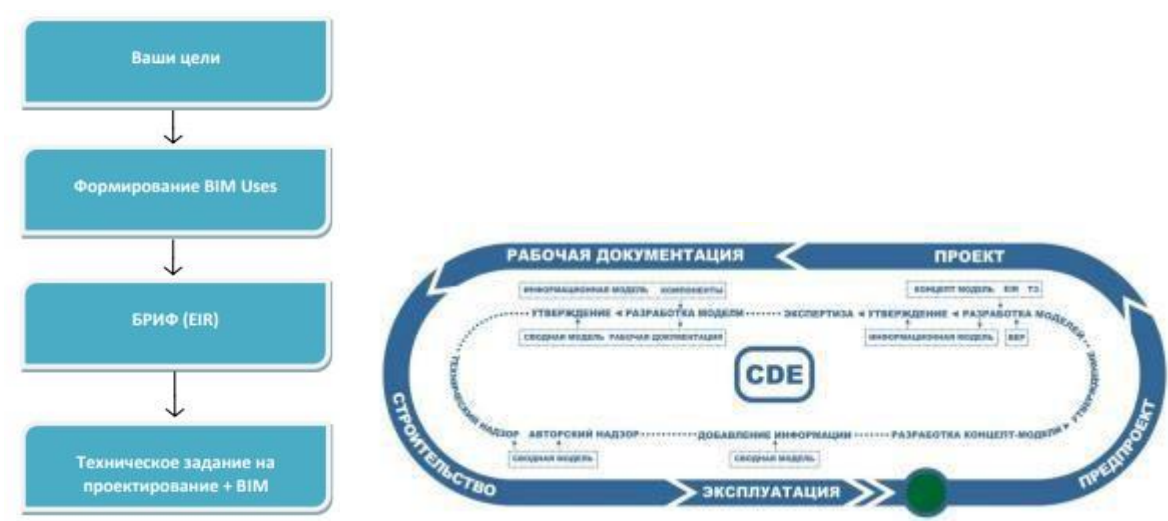 Ваши цели
Формирование BIM Uses
БРИФ (EIR)
Техническое задание на
проектирование + BIM
РАБОЧАЯ ДОКУМЕНТАЦИЯ
ПРОЕКТ
ИНФОРМАЦИОННАЯ МОДЕЛЬ КОМПОНЕНТЫ
КОНЦЕПТ МОДЕЛЬ EIR ТЗ
УТВЕРЖДЕНИЕ ◄ РАЗРАБОТКА МОДЕЛИ
ЭКСПЕРТИЗА ◄ УТВЕРЖДЕНИЕ ◄ РАЗРАБОТКА МОДЕЛЕЙ
СВОДНАЯ МОДЕЛЬ РАБОЧАЯ ДОКУМЕНТАЦИЯ
ИНФОРМАЦИОННАЯ МОДЕЛЬ
BEP
CDE
ТЕХНИЧЕСКИЙ НАДЗОР
АВТОРСКИЙ НАДЗОР
ДОБАВЛЕНИЕ ИНФОРМАЦИИ
РАЗРАБОТКА КОНЦЕПТ-МОДЕЛИ
УТВЕРЖДЕНИЕ
СВОДНАЯ МОДЕЛЬ
СВОДНАЯ МОДЕЛЬ
СТРОИТЕЛЬСТВО
ЭКСПЛУАТАЦИЯ
ПРЕДПРОЕКТ